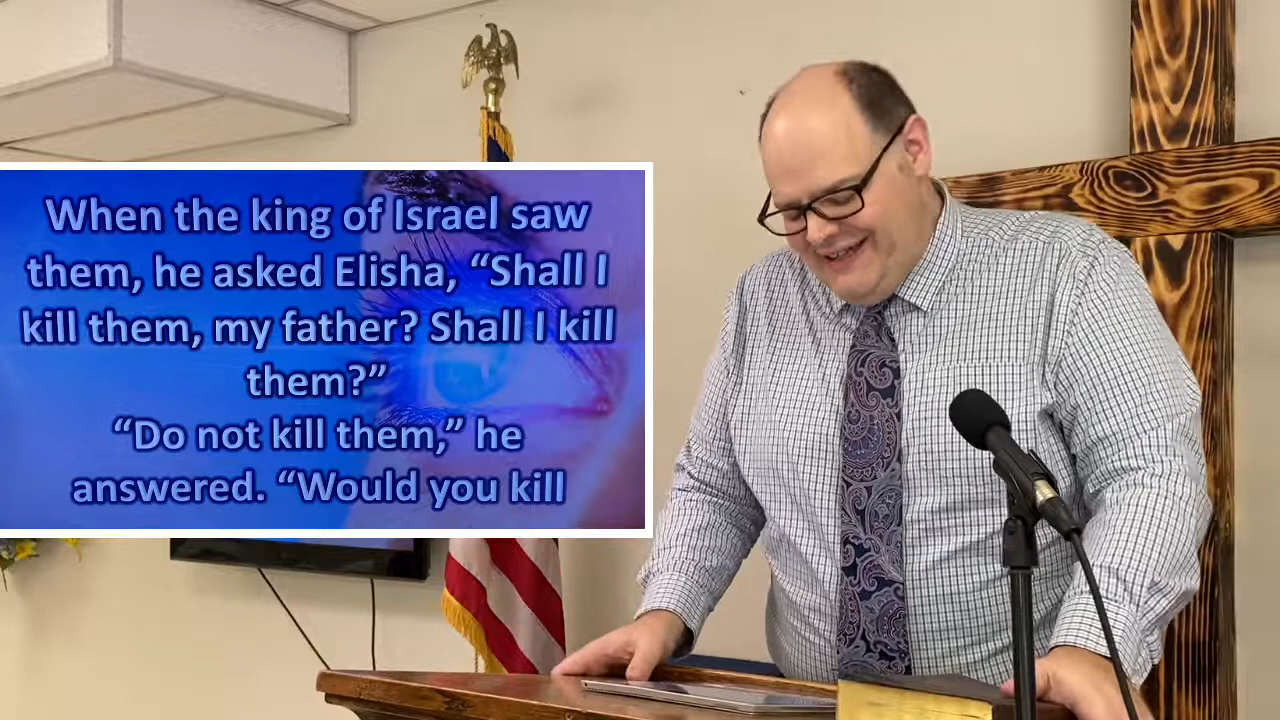 When the king of Israel saw
them, he asked Elisha, “Shall I
kill them, my father? Shall I kill
them?”
“Do not kill them,” he
answered. “Would you kill